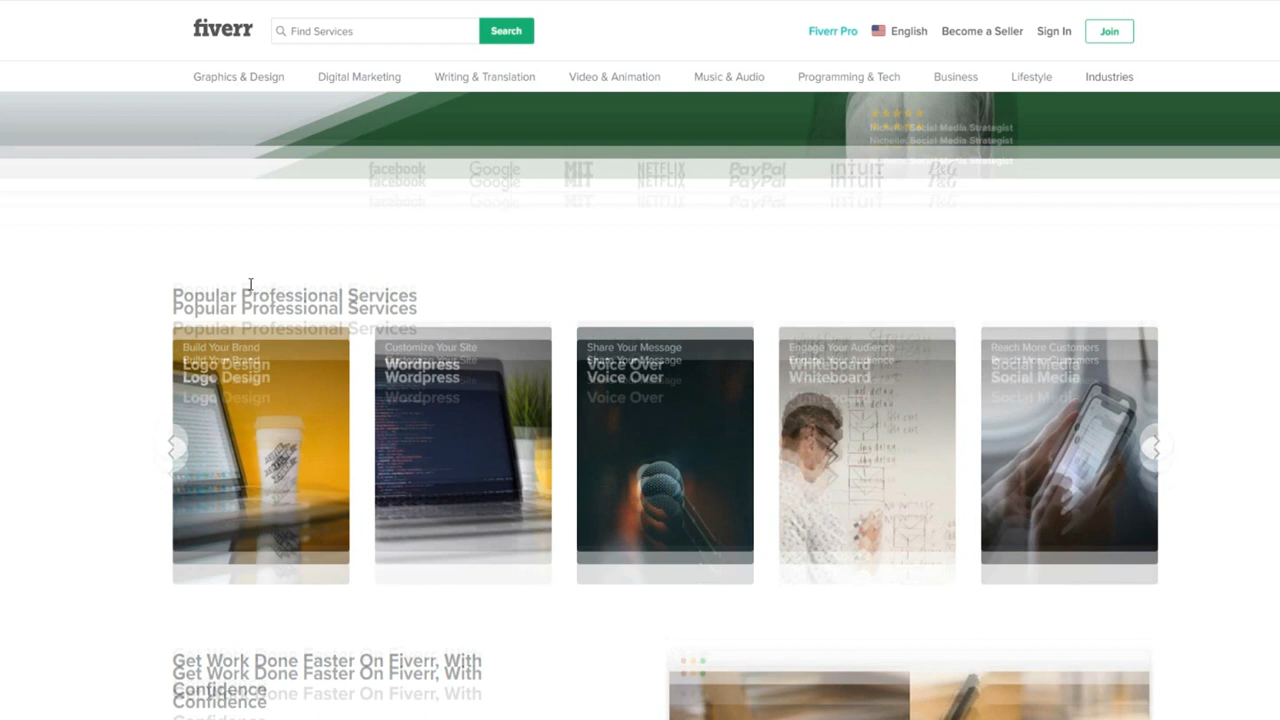 fiverr
Find Services
Search
Fiverr Pro
English
Become a Seller
Sign In
Join
Graphics & Design
Digital Marketing
Writing & Translation
Video & Animation
Music & Audio
Programming & Tech
Business
Lifestyle
Industries
Social Media Strategist
facebook
Google
MIT
NETFLIX
PayPal
INTUIT
P&G
Popular Professional Services
Build Your Brand
Logo Design
Customize Your Site
Wordpress
Share Your Message
Voice Over
Engage Your Audience
Whiteboard
Reach More Customers
Social Media
Get Work Done Faster On Fiverr, With
Confidence